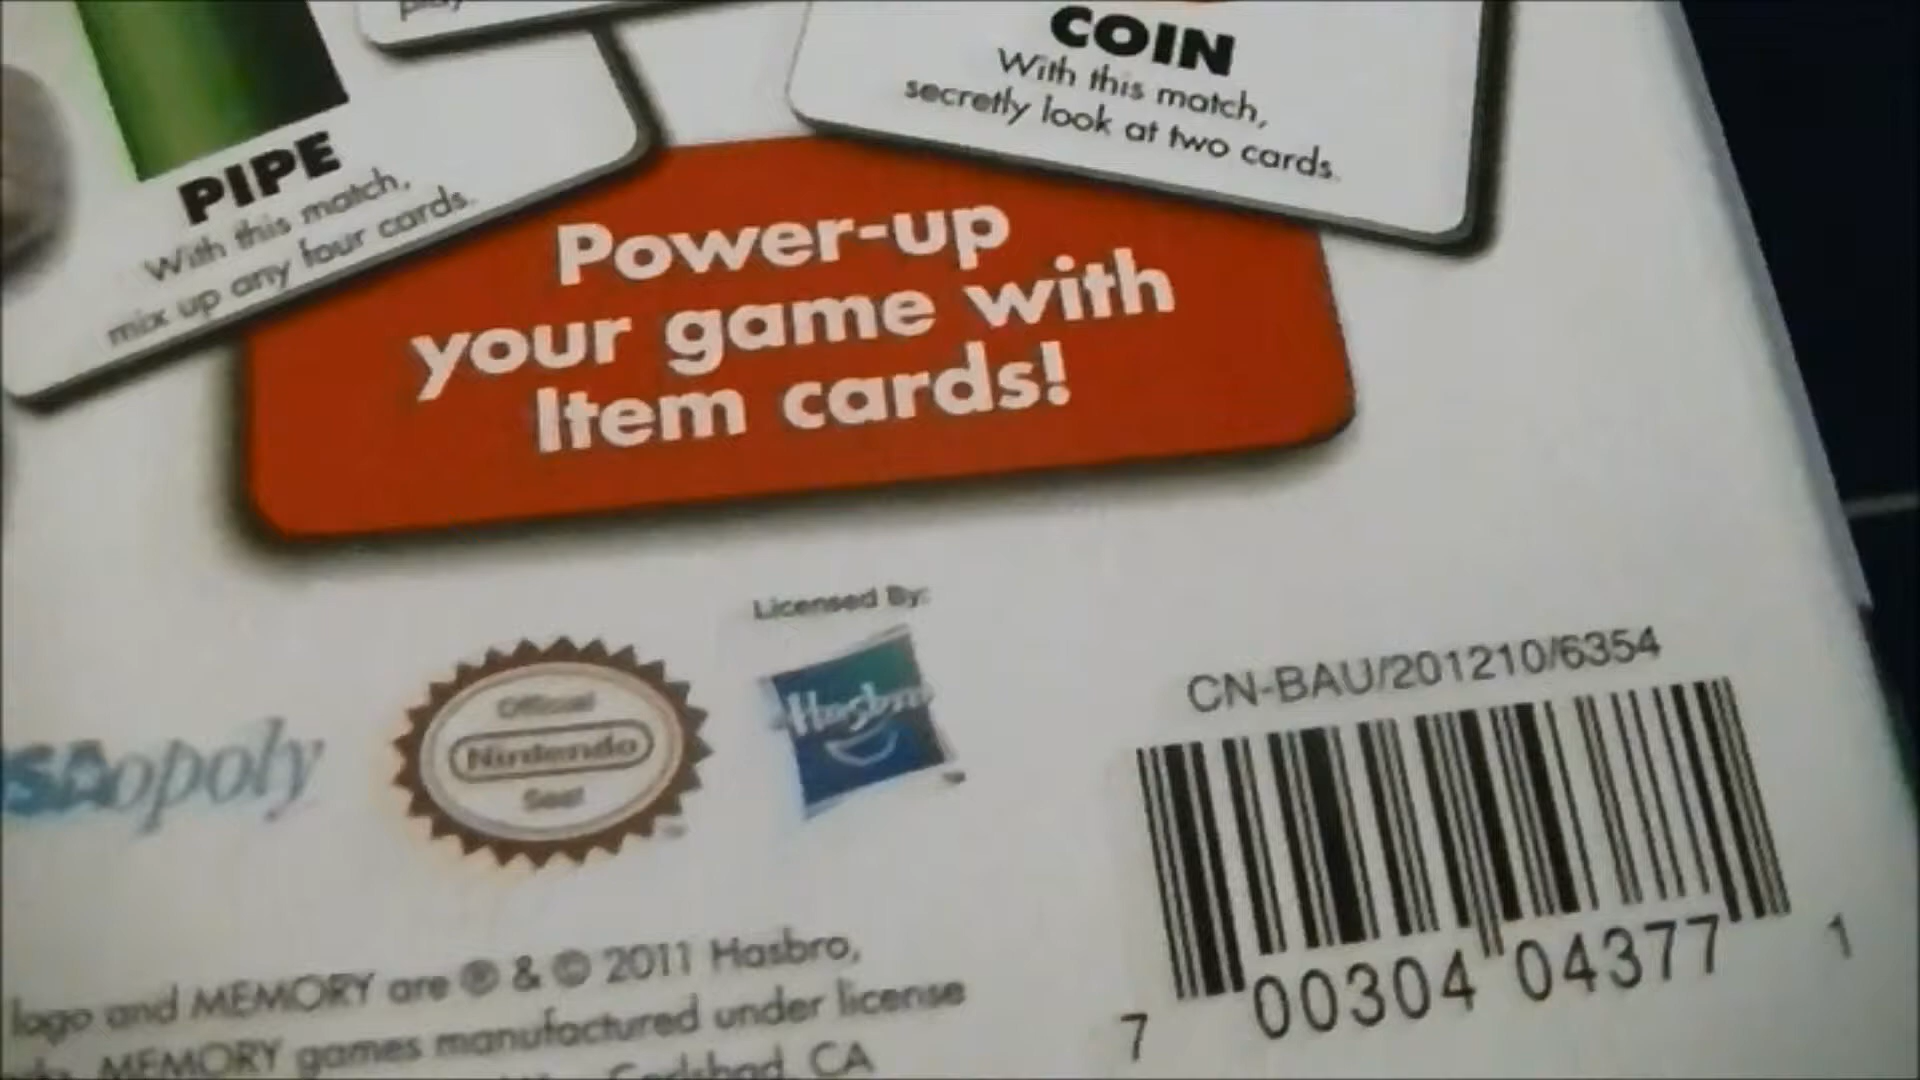 COIN
With this match,
secretly look at two cards.
PIPE
With this match,
mix up any four cards.
Power-up
your game with
Item cards!
Licensed By:
CN-BAU/201210/6354
opoly
Official
Nintendo
Seal
Hasbro
7 00304 04377 1
logo and MEMORY are ® & © 2011 Hasbro,
MEMORY games manufactured under license
Carlsbad, CA